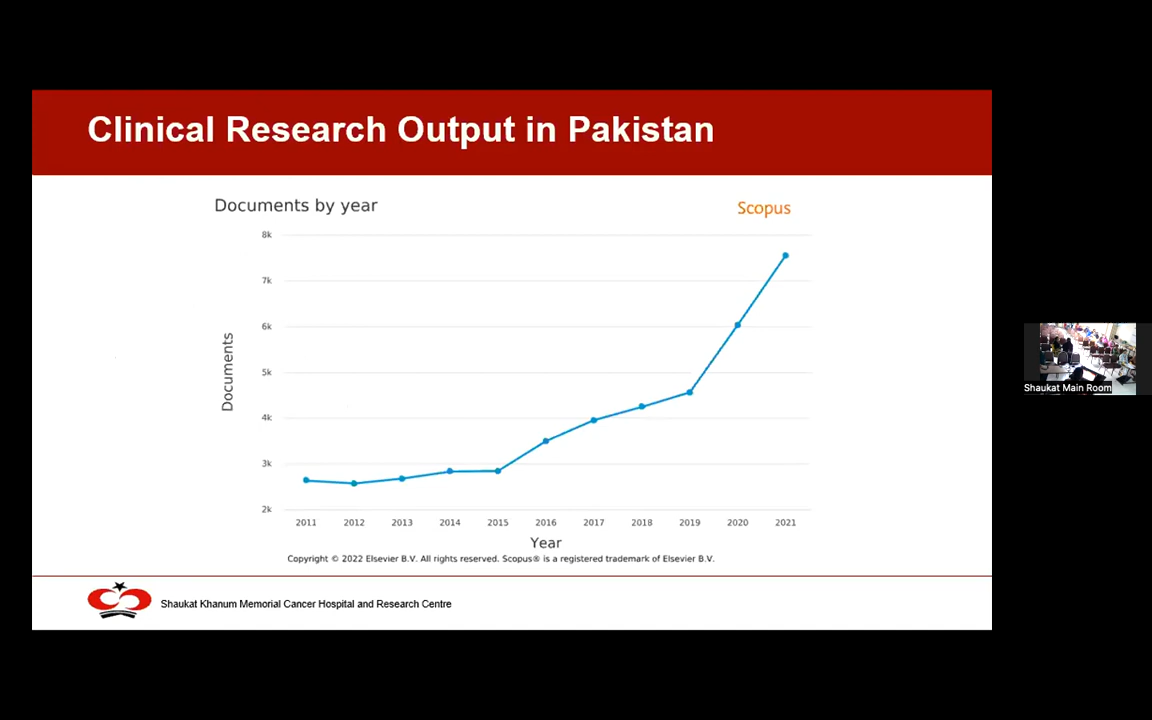 Clinical Research Output in Pakistan
Documents by year
Scopus
8k
7k
6k
5k
4k
3k
2k
Documents
2011 2012 2013 2014 2015 2016 2017 2018 2019 2020 2021
Year
Copyright © 2022 Elsevier B.V. All rights reserved. Scopus® is a registered trademark of Elsevier B.V.
Shaukat Khanum Memorial Cancer Hospital and Research Centre
Shaukat Main Room